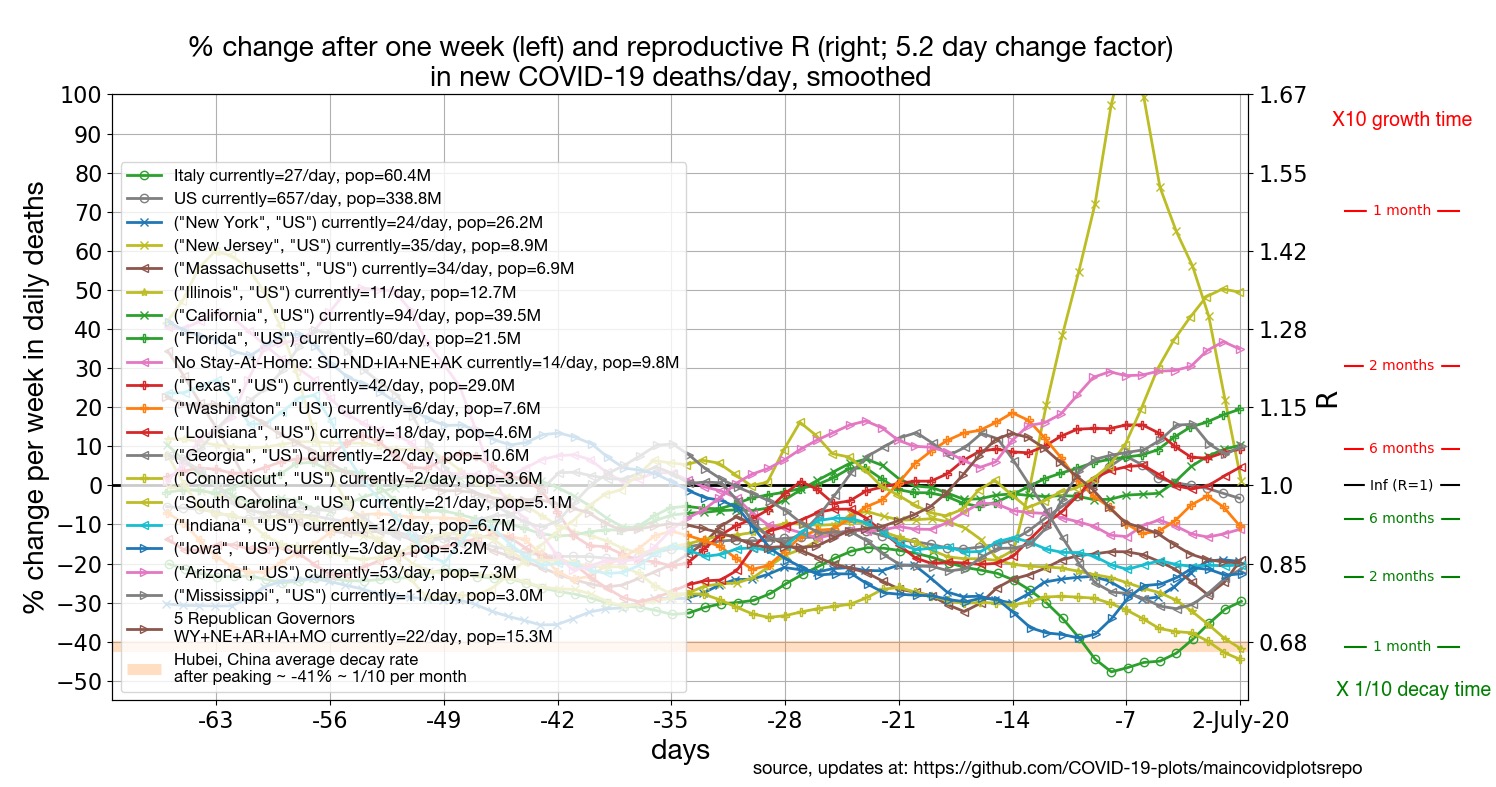 % change after one week (left) and reproductive R (right; 5.2 day change factor)
in new COVID-19 deaths/day, smoothed
% change per week in daily deaths
100
90
80
70
60
50
40
30
20
10
0
−10
−20
−30
−40
−50
Italy currently=27/day, pop=60.4M
US currently=657/day, pop=338.8M
("New York", "US") currently=24/day, pop=26.2M
("New Jersey", "US") currently=35/day, pop=8.9M
("Massachusetts", "US") currently=34/day, pop=6.9M
("Illinois", "US") currently=11/day, pop=12.7M
("California", "US") currently=94/day, pop=39.5M
("Florida", "US") currently=60/day, pop=21.5M
No Stay-At-Home: SD+ND+IA+NE+AK currently=14/day, pop=9.8M
("Texas", "US") currently=42/day, pop=29.0M
("Washington", "US") currently=6/day, pop=7.6M
("Louisiana", "US") currently=18/day, pop=4.6M
("Georgia", "US") currently=22/day, pop=10.6M
("Connecticut", "US") currently=2/day, pop=3.6M
("South Carolina", "US") currently=21/day, pop=5.1M
("Indiana", "US") currently=12/day, pop=6.7M
("Iowa", "US") currently=3/day, pop=3.2M
("Arizona", "US") currently=53/day, pop=7.3M
("Mississippi", "US") currently=11/day, pop=3.0M
5 Republican Governors
WY+NE+AR+IA+MO currently=22/day, pop=15.3M
Hubei, China average decay rate
after peaking ~ -41% ~ 1/10 per month
-63
-56
-49
-42
-35
-28
-21
-14
-7
2-July-20
days
1.67
1.55
1.42
1.28
1.15
1.0
0.85
0.68
R
X10 growth time
1 month
2 months
6 months
Inf (R=1)
6 months
2 months
1 month
X 1/10 decay time
source, updates at: https://github.com/COVID-19-plots/maincovidplotsrepo